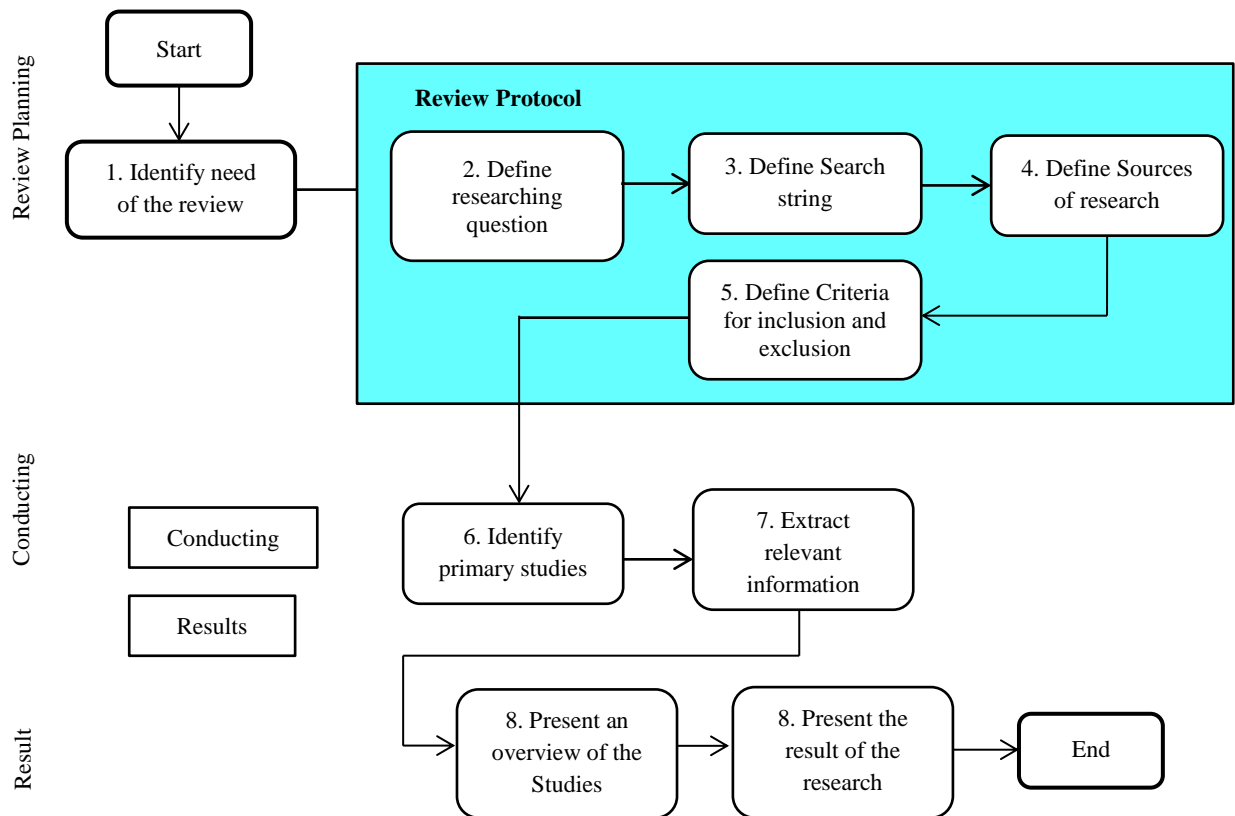 Review Planning
Start
1. Identify need
of the review
Review Protocol
2. Define
researching
question
3. Define Search
string
4. Define Sources
of research
5. Define Criteria
for inclusion and
exclusion
Conducting
Conducting
Results
6. Identify
primary studies
7. Extract
relevant
information
Result
8. Present an
overview of the
Studies
8. Present the
result of the
research
End